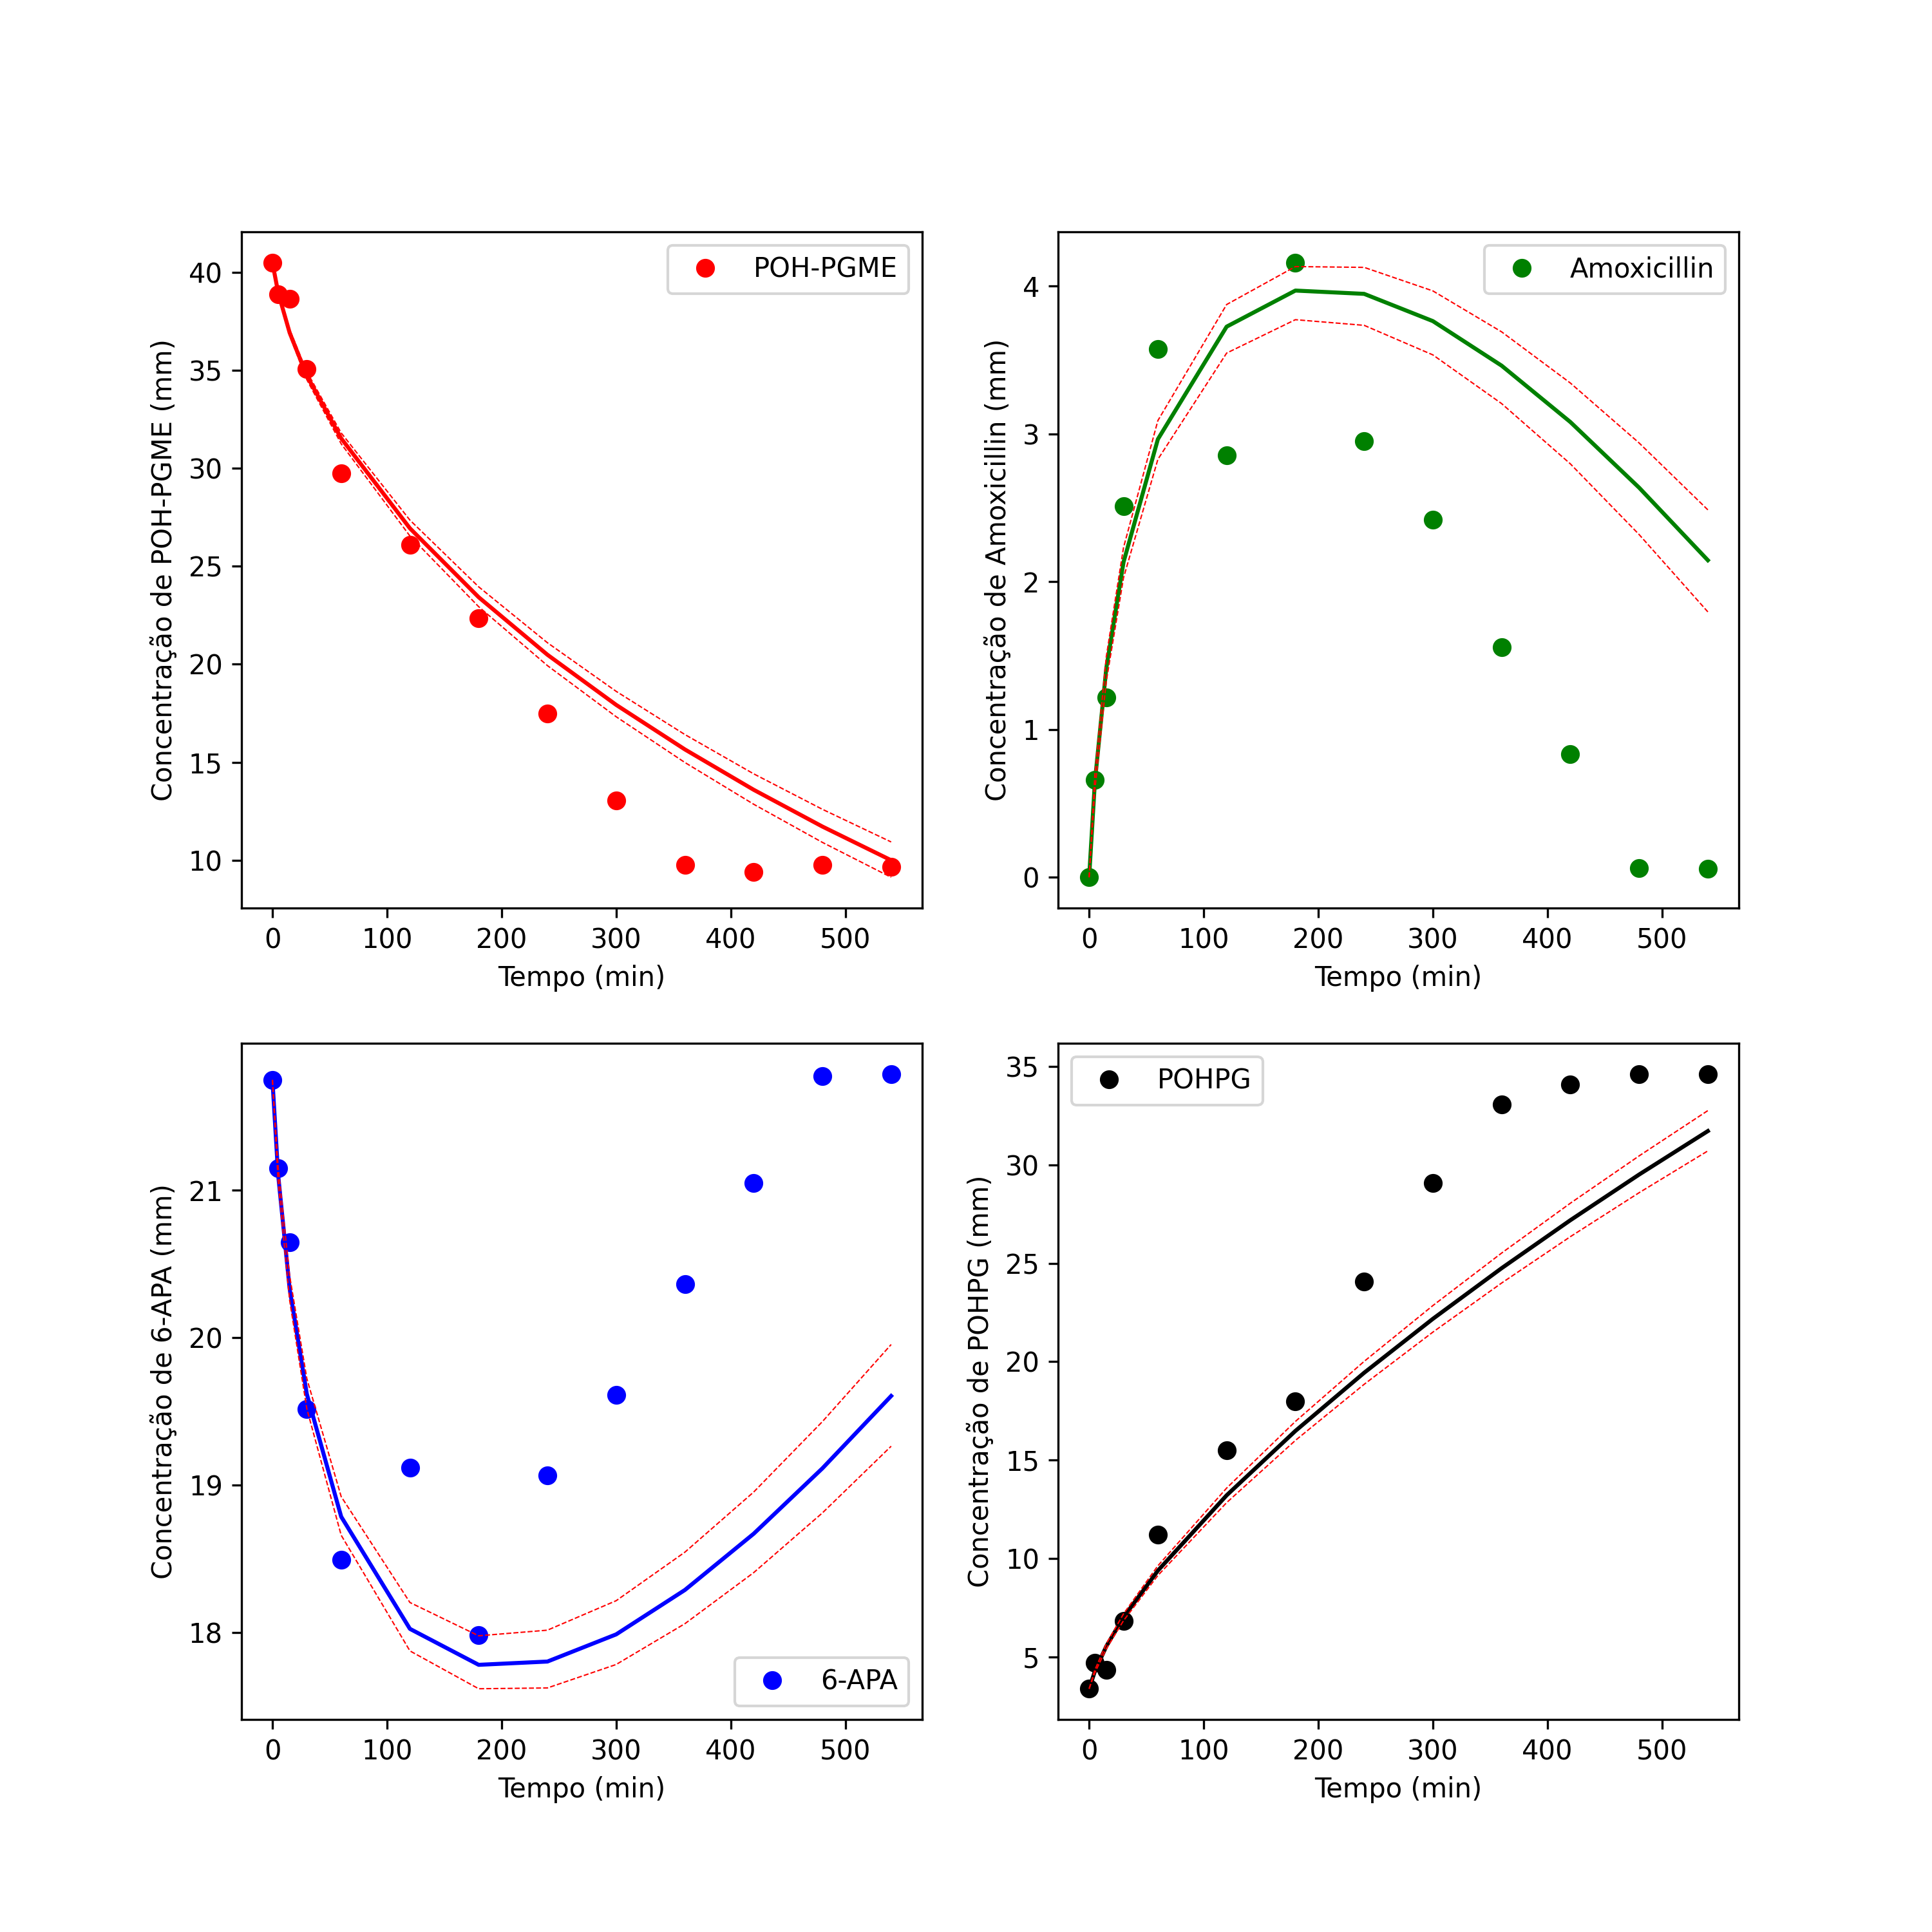 POH-PGME
Concentração de POH-PGME (mm)
40
35
30
25
20
15
10
0 100 200 300 400 500
Tempo (min)
Amoxicillin
Concentração de Amoxicillin (mm)
4
3
2
1
0
0 100 200 300 400 500
Tempo (min)
Concentração de 6-APA (mm)
21
20
19
18
6-APA
0 100 200 300 400 500
Tempo (min)
POHPG
Concentração de POHPG (mm)
35
30
25
20
15
10
5
0 100 200 300 400 500
Tempo (min)